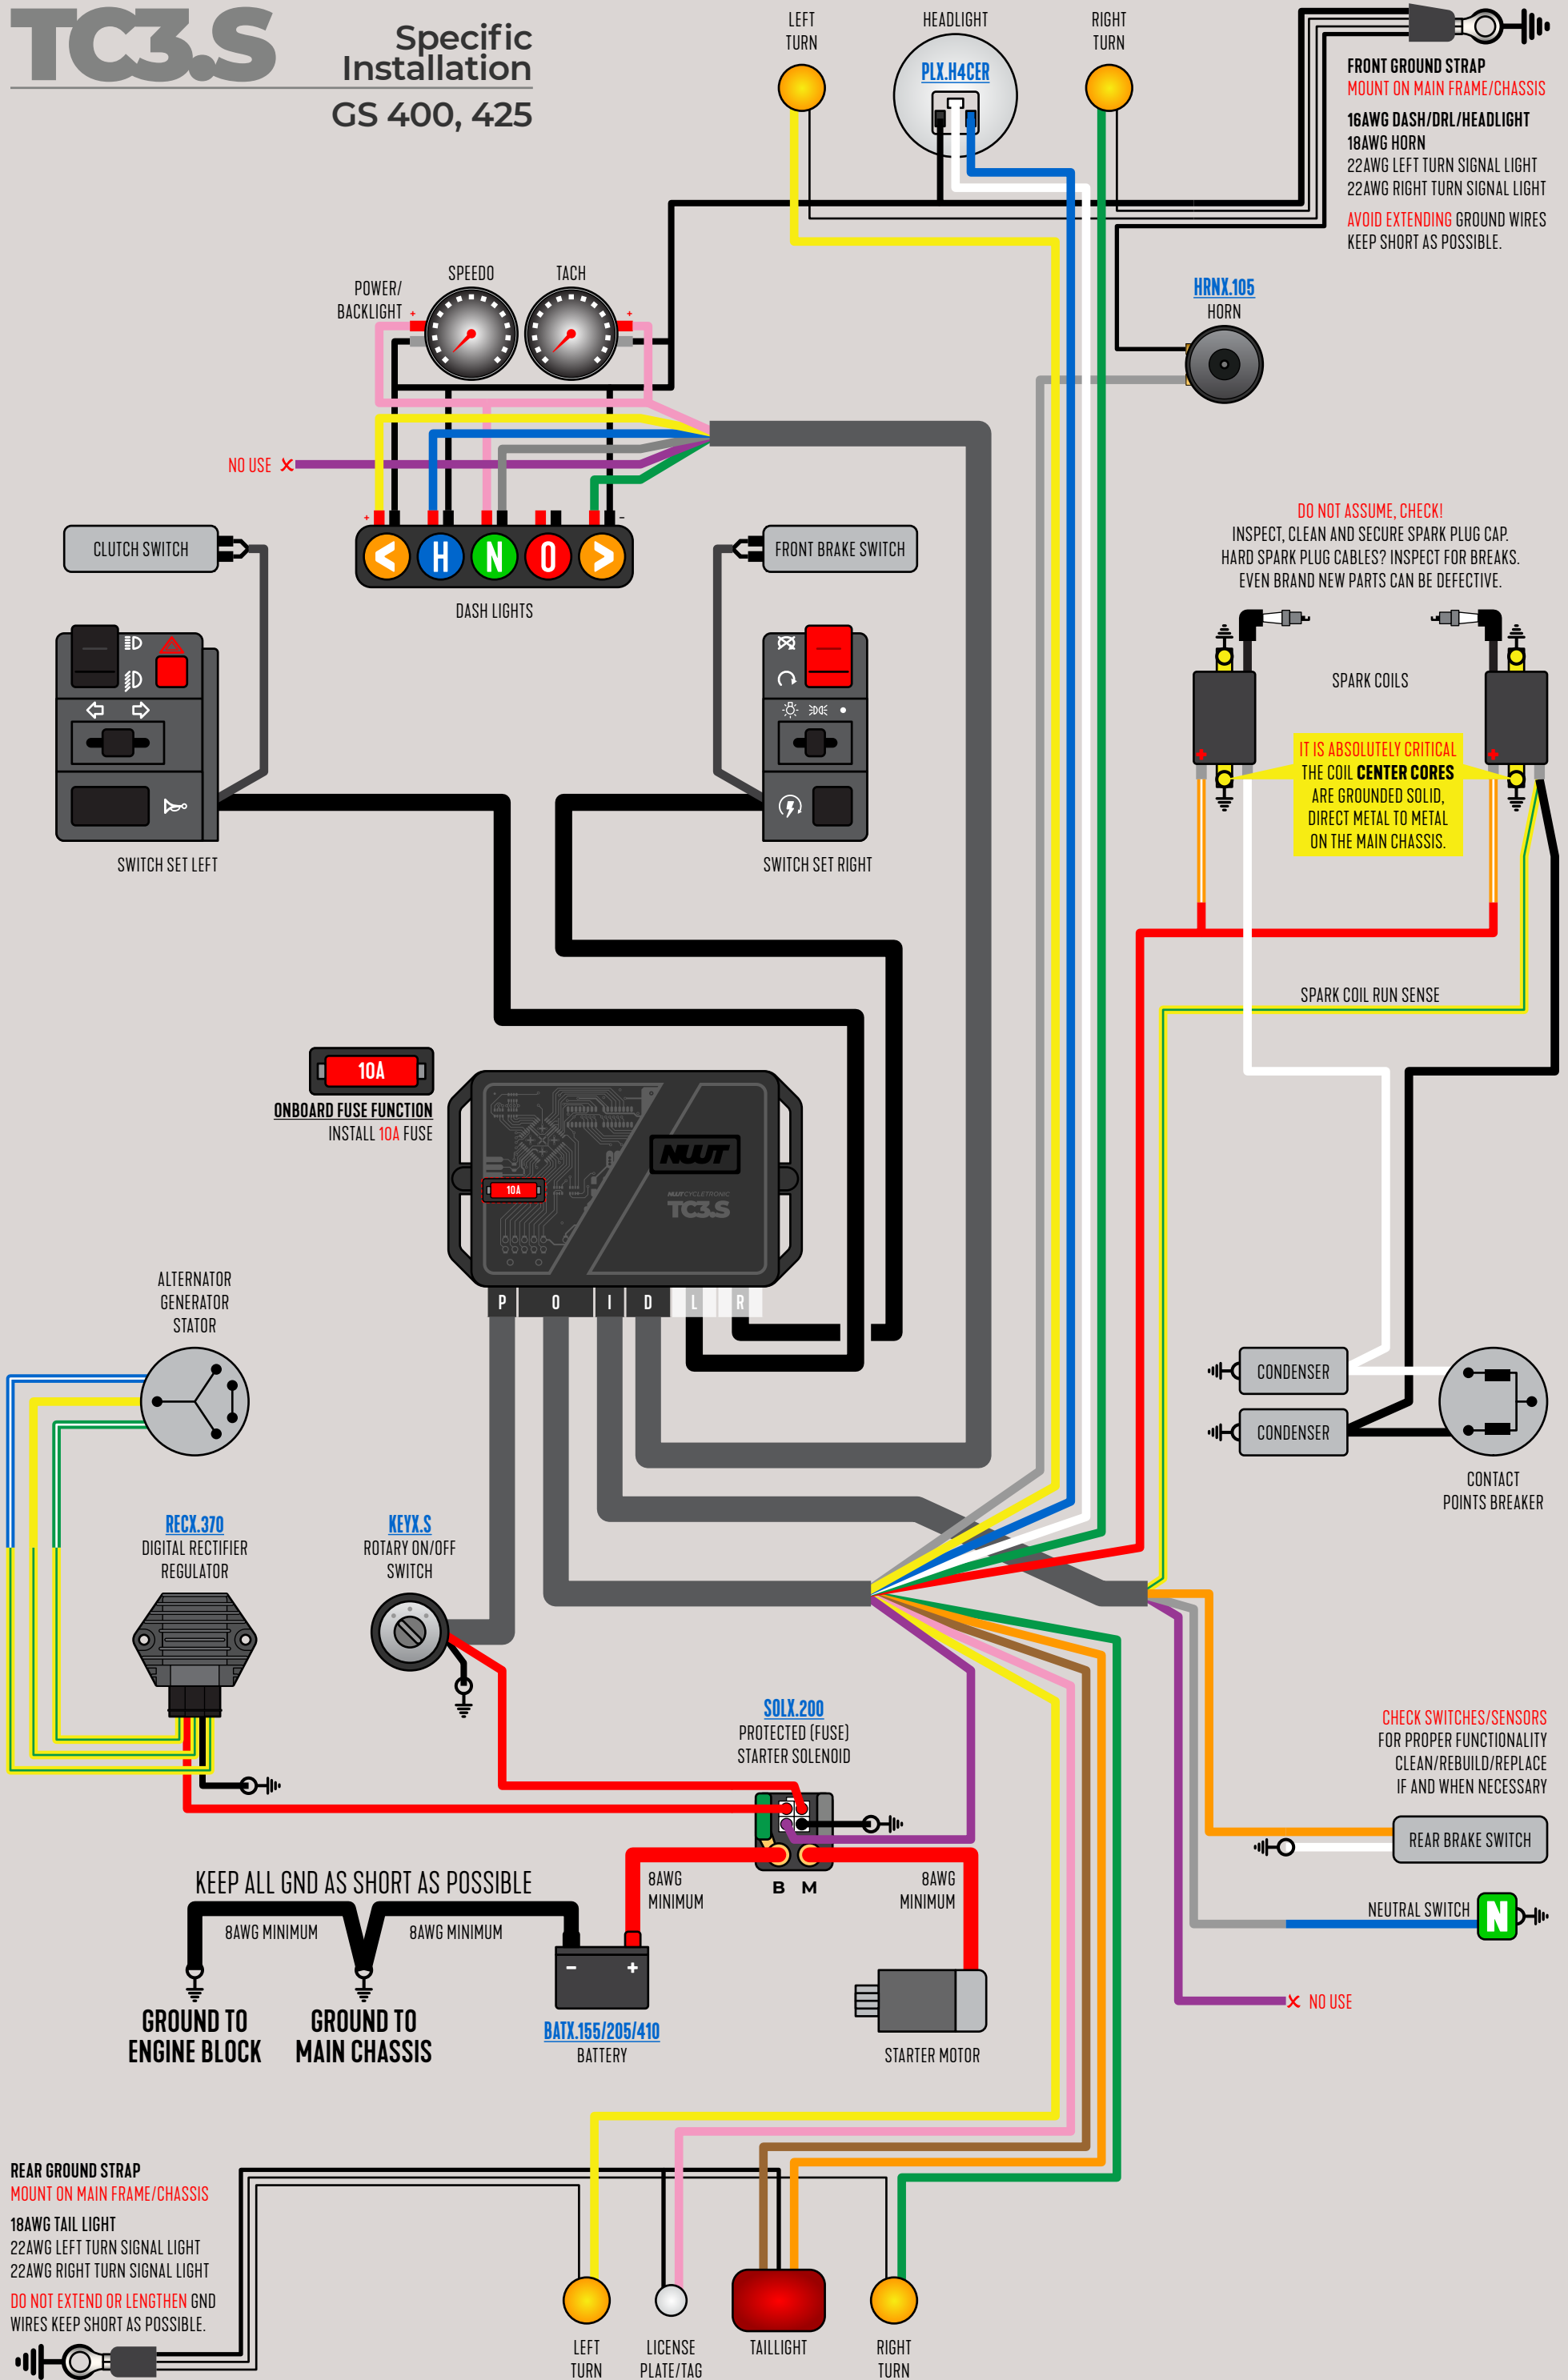 TC3.S
Specific
Installation
GS 400, 425
LEFT
TURN
HEADLIGHT
PLX.H4CER
RIGHT
TURN
FRONT GROUND STRAP
MOUNT ON MAIN FRAME/CHASSIS
16AWG DASH/DRL/HEADLIGHT
18AWG HORN
22AWG LEFT TURN SIGNAL LIGHT
22AWG RIGHT TURN SIGNAL LIGHT
AVOID EXTENDING GROUND WIRES
KEEP SHORT AS POSSIBLE.
SPEEDO
TACH
POWER/
BACKLIGHT
+
+
HRNX.105
HORN
NO USE X
+
-
< H N O >
DASH LIGHTS
CLUTCH SWITCH
FRONT BRAKE SWITCH
DO NOT ASSUME, CHECK!
INSPECT, CLEAN AND SECURE SPARK PLUG CAP.
HARD SPARK PLUG CABLES? INSPECT FOR BREAKS.
EVEN BRAND NEW PARTS CAN BE DEFECTIVE.
SPARK COILS
+
+
IT IS ABSOLUTELY CRITICAL
THE COIL CENTER CORES
ARE GROUNDED SOLID,
DIRECT METAL TO METAL
ON THE MAIN CHASSIS.
SWITCH SET LEFT
SWITCH SET RIGHT
SPARK COIL RUN SENSE
10A
ONBOARD FUSE FUNCTION
INSTALL 10A FUSE
NWT
10A
NWT CYCLETRONIC
TC3.S
P O I D L R
ALTERNATOR
GENERATOR
STATOR
CONDENSER
CONDENSER
CONTACT
POINTS BREAKER
RECX.370
DIGITAL RECTIFIER
REGULATOR
KEYX.S
ROTARY ON/OFF
SWITCH
SOLX.200
PROTECTED (FUSE)
STARTER SOLENOID
B M
CHECK SWITCHES/SENSORS
FOR PROPER FUNCTIONALITY
CLEAN/REBUILD/REPLACE
IF AND WHEN NECESSARY
REAR BRAKE SWITCH
NEUTRAL SWITCH
N
X NO USE
KEEP ALL GND AS SHORT AS POSSIBLE
8AWG MINIMUM
8AWG MINIMUM
8AWG
MINIMUM
8AWG
MINIMUM
- +
GROUND TO
ENGINE BLOCK
GROUND TO
MAIN CHASSIS
BATX.155/205/410
BATTERY
STARTER MOTOR
REAR GROUND STRAP
MOUNT ON MAIN FRAME/CHASSIS
18AWG TAIL LIGHT
22AWG LEFT TURN SIGNAL LIGHT
22AWG RIGHT TURN SIGNAL LIGHT
DO NOT EXTEND OR LENGTHEN GND
WIRES KEEP SHORT AS POSSIBLE.
LEFT
TURN
LICENSE
PLATE/TAG
TAILLIGHT
RIGHT
TURN